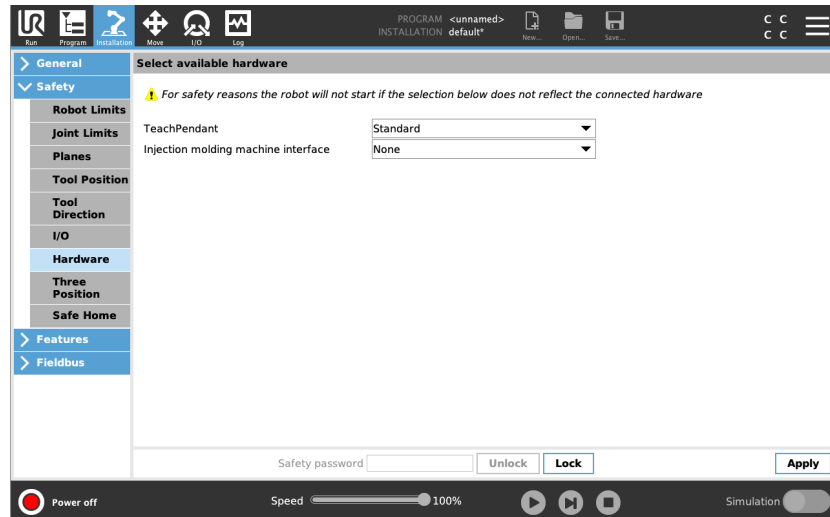 PROGRAM <unnamed>
INSTALLATION default*
Run Program Installation Move I/O Log New... Open... Save...
C C
C C
General
Safety
Robot Limits
Joint Limits
Planes
Tool Position
Tool
Direction
I/O
Hardware
Three
Position
Safe Home
Features
Fieldbus
Select available hardware
For safety reasons the robot will not start if the selection below does not reflect the connected hardware
TeachPendant Standard
Injection molding machine interface None
Safety password Unlock Lock Apply
Power off Speed 100% Simulation